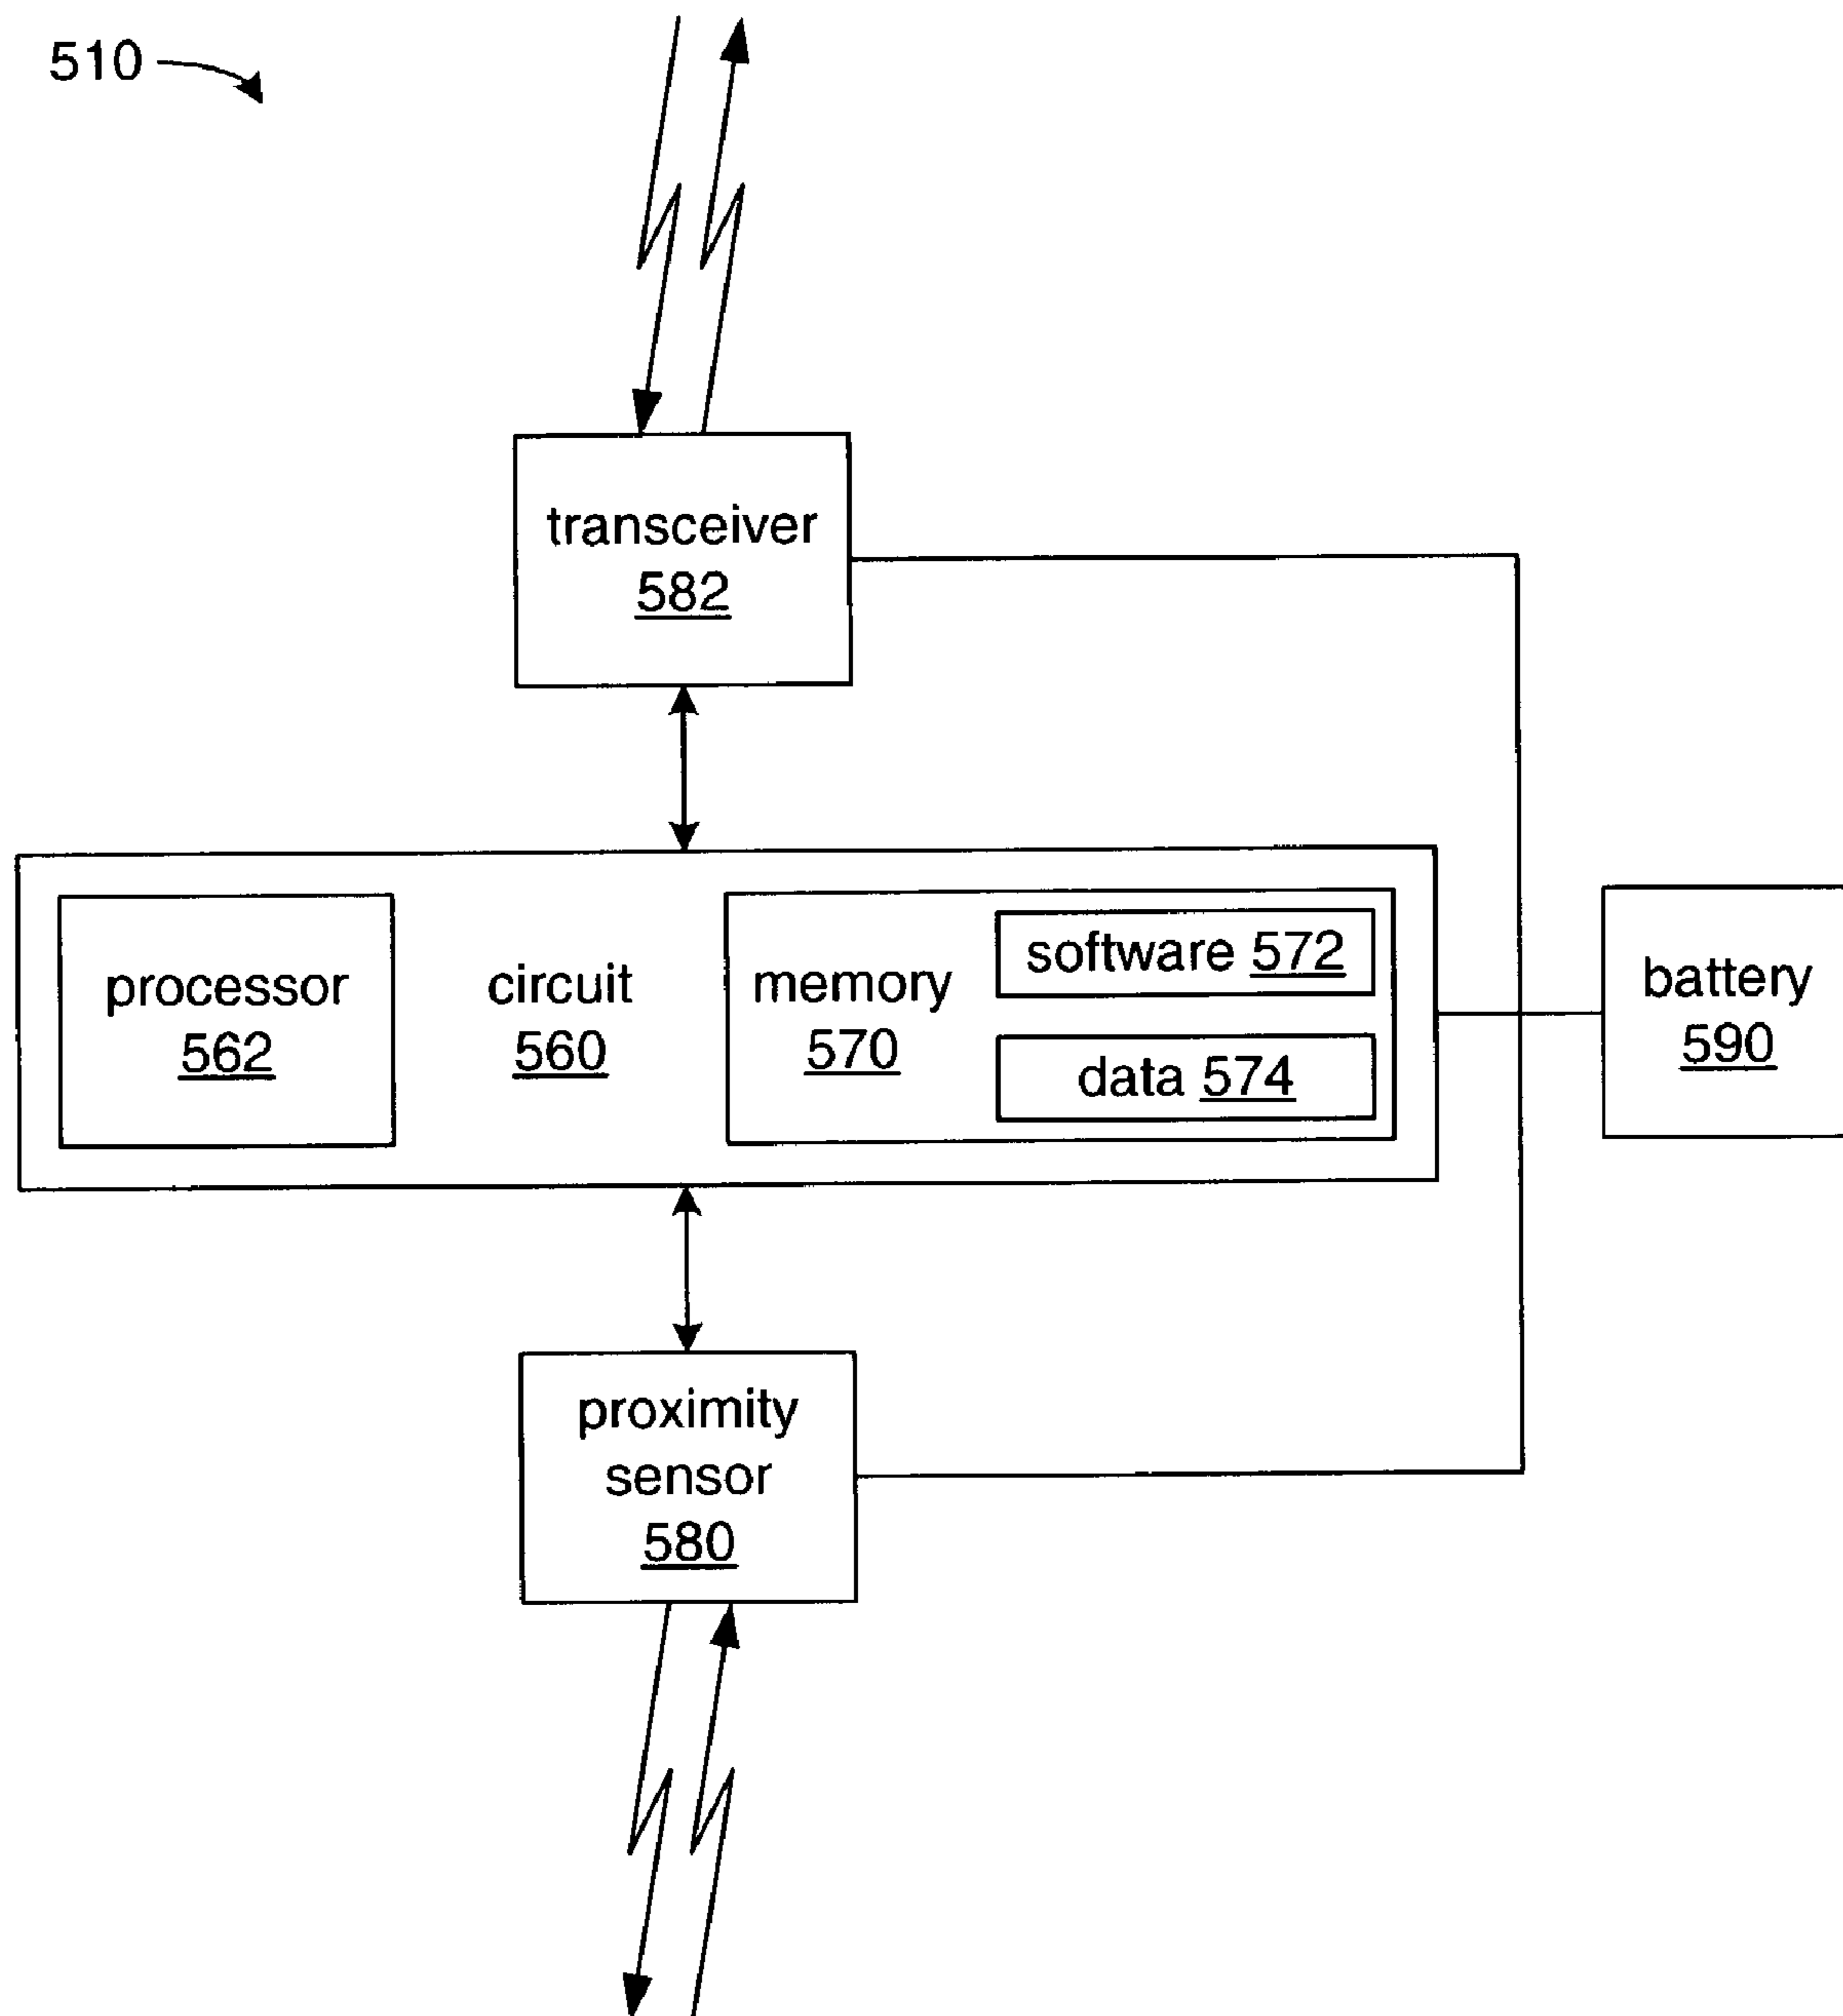 510
transceiver
582
processor
562
circuit
560
memory
570
software 572
data 574
battery
590
proximity
sensor
580